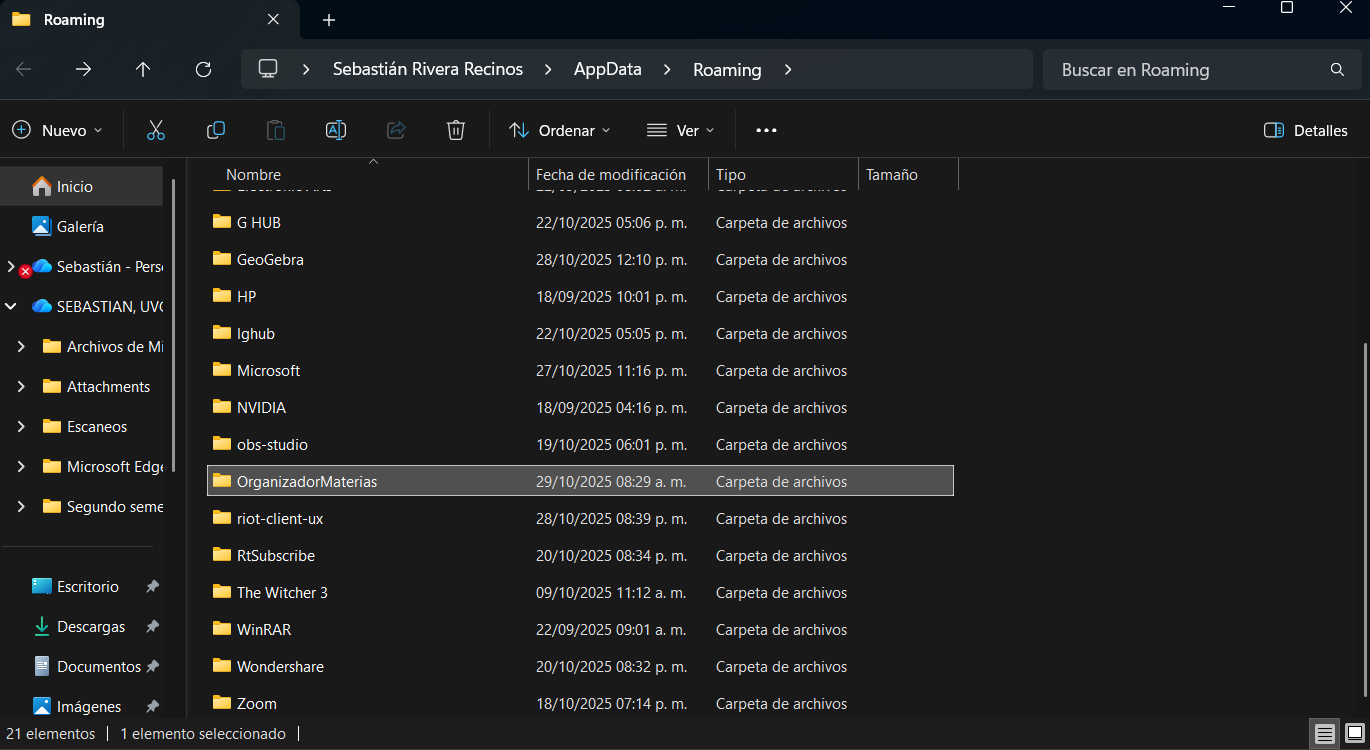 Roaming
Sebastián Rivera Recinos > AppData > Roaming >
Buscar en Roaming
Nuevo
Ordenar
Ver
Detalles
Inicio
Galería
Sebastián - Pers
SEBASTIAN, UVG
Archivos de Mi
Attachments
Escaneos
Microsoft Edge
Segundo seme
Escritorio
Descargas
Documentos
Imágenes
Nombre Fecha de modificación Tipo Tamaño
G HUB 22/10/2025 05:06 p. m. Carpeta de archivos
GeoGebra 28/10/2025 12:10 p. m. Carpeta de archivos
HP 18/09/2025 10:01 p. m. Carpeta de archivos
lghub 22/10/2025 05:05 p. m. Carpeta de archivos
Microsoft 27/10/2025 11:16 p. m. Carpeta de archivos
NVIDIA 18/09/2025 04:16 p. m. Carpeta de archivos
obs-studio 19/10/2025 06:01 p. m. Carpeta de archivos
OrganizadorMaterias 29/10/2025 08:29 a. m. Carpeta de archivos
riot-client-ux 28/10/2025 08:39 p. m. Carpeta de archivos
RtSubscribe 20/10/2025 08:34 p. m. Carpeta de archivos
The Witcher 3 09/10/2025 11:12 a. m. Carpeta de archivos
WinRAR 22/09/2025 09:01 a. m. Carpeta de archivos
Wondershare 20/10/2025 08:32 p. m. Carpeta de archivos
Zoom 18/10/2025 07:14 p. m. Carpeta de archivos
21 elementos
1 elemento seleccionado